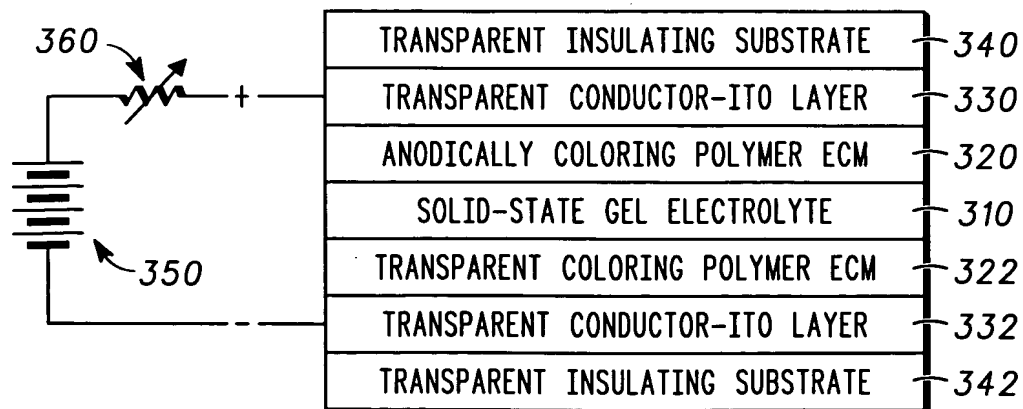 360
TRANSPARENT INSULATING SUBSTRATE 340
+ TRANSPARENT CONDUCTOR-ITO LAYER 330
ANODICALLY COLORING POLYMER ECM 320
SOLID-STATE GEL ELECTROLYTE 310
350 TRANSPARENT COLORING POLYMER ECM 322
- TRANSPARENT CONDUCTOR-ITO LAYER 332
TRANSPARENT INSULATING SUBSTRATE 342